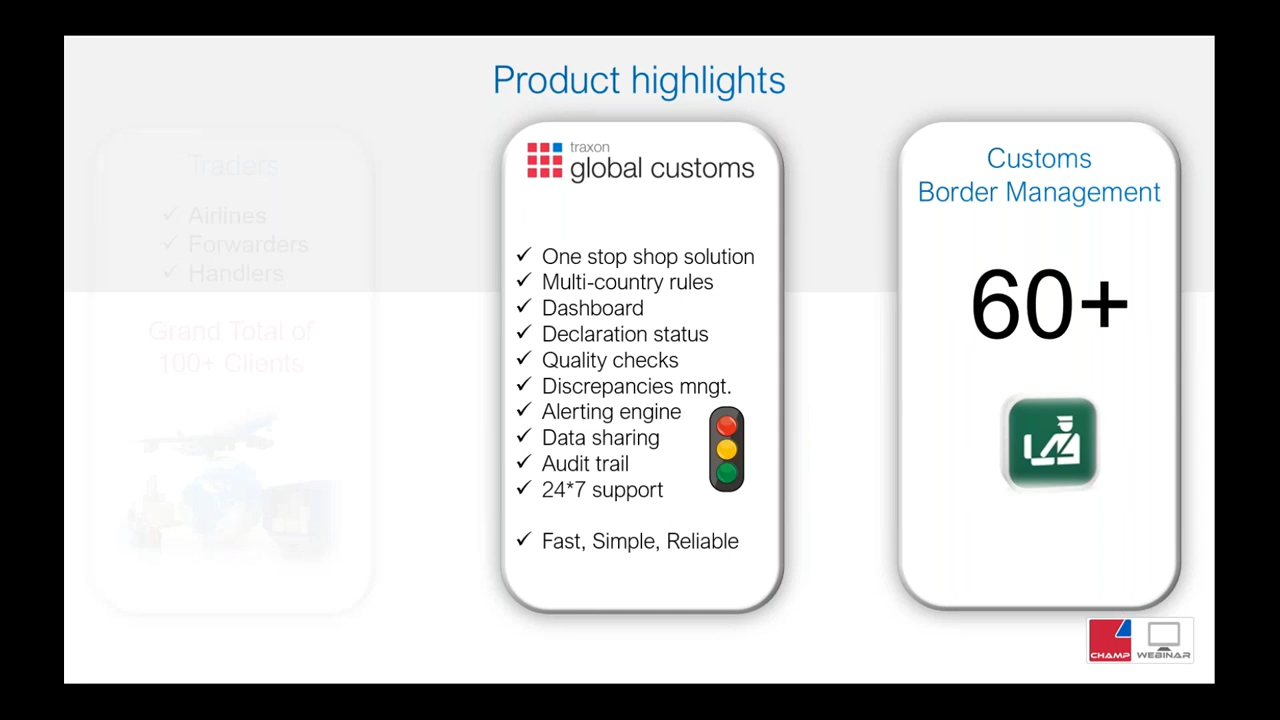 Product highlights
Traders
✓ Airlines
✓ Forwarders
✓ Handlers
Grand Total of
100+ Clients
traxon
global customs
✓ One stop shop solution
✓ Multi-country rules
✓ Dashboard
✓ Declaration status
✓ Quality checks
✓ Discrepancies mngt.
✓ Alerting engine
✓ Data sharing
✓ Audit trail
✓ 24*7 support
✓ Fast, Simple, Reliable
Customs
Border Management
60+
CHAMP WEBINAR